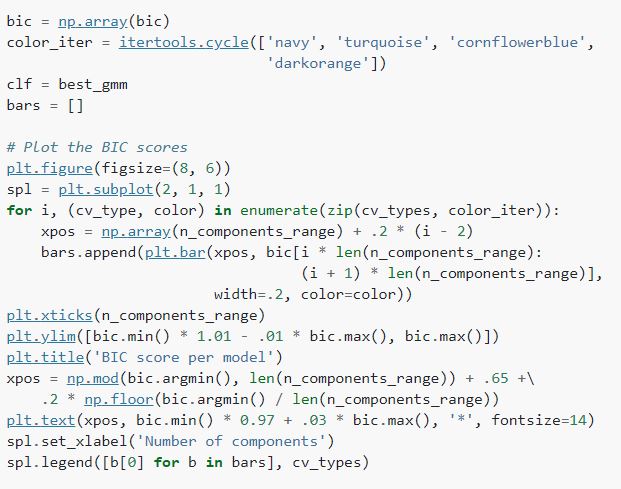 bic = np.array(bic)
color_iter = itertools.cycle(['navy', 'turquoise', 'cornflowerblue',
                              'darkorange'])
clf = best_gmm
bars = []

# Plot the BIC scores
plt.figure(figsize=(8, 6))
spl = plt.subplot(2, 1, 1)
for i, (cv_type, color) in enumerate(zip(cv_types, color_iter)):
    xpos = np.array(n_components_range) + .2 * (i - 2)
    bars.append(plt.bar(xpos, bic[i * len(n_components_range):
                                  (i + 1) * len(n_components_range)],
                        width=.2, color=color))
plt.xticks(n_components_range)
plt.ylim([bic.min() * 1.01 - .01 * bic.max(), bic.max()])
plt.title('BIC score per model')
xpos = np.mod(bic.argmin(), len(n_components_range)) + .65 +\
    .2 * np.floor(bic.argmin() / len(n_components_range))
plt.text(xpos, bic.min() * 0.97 + .03 * bic.max(), '*', fontsize=14)
spl.set_xlabel('Number of components')
spl.legend([b[0] for b in bars], cv_types)